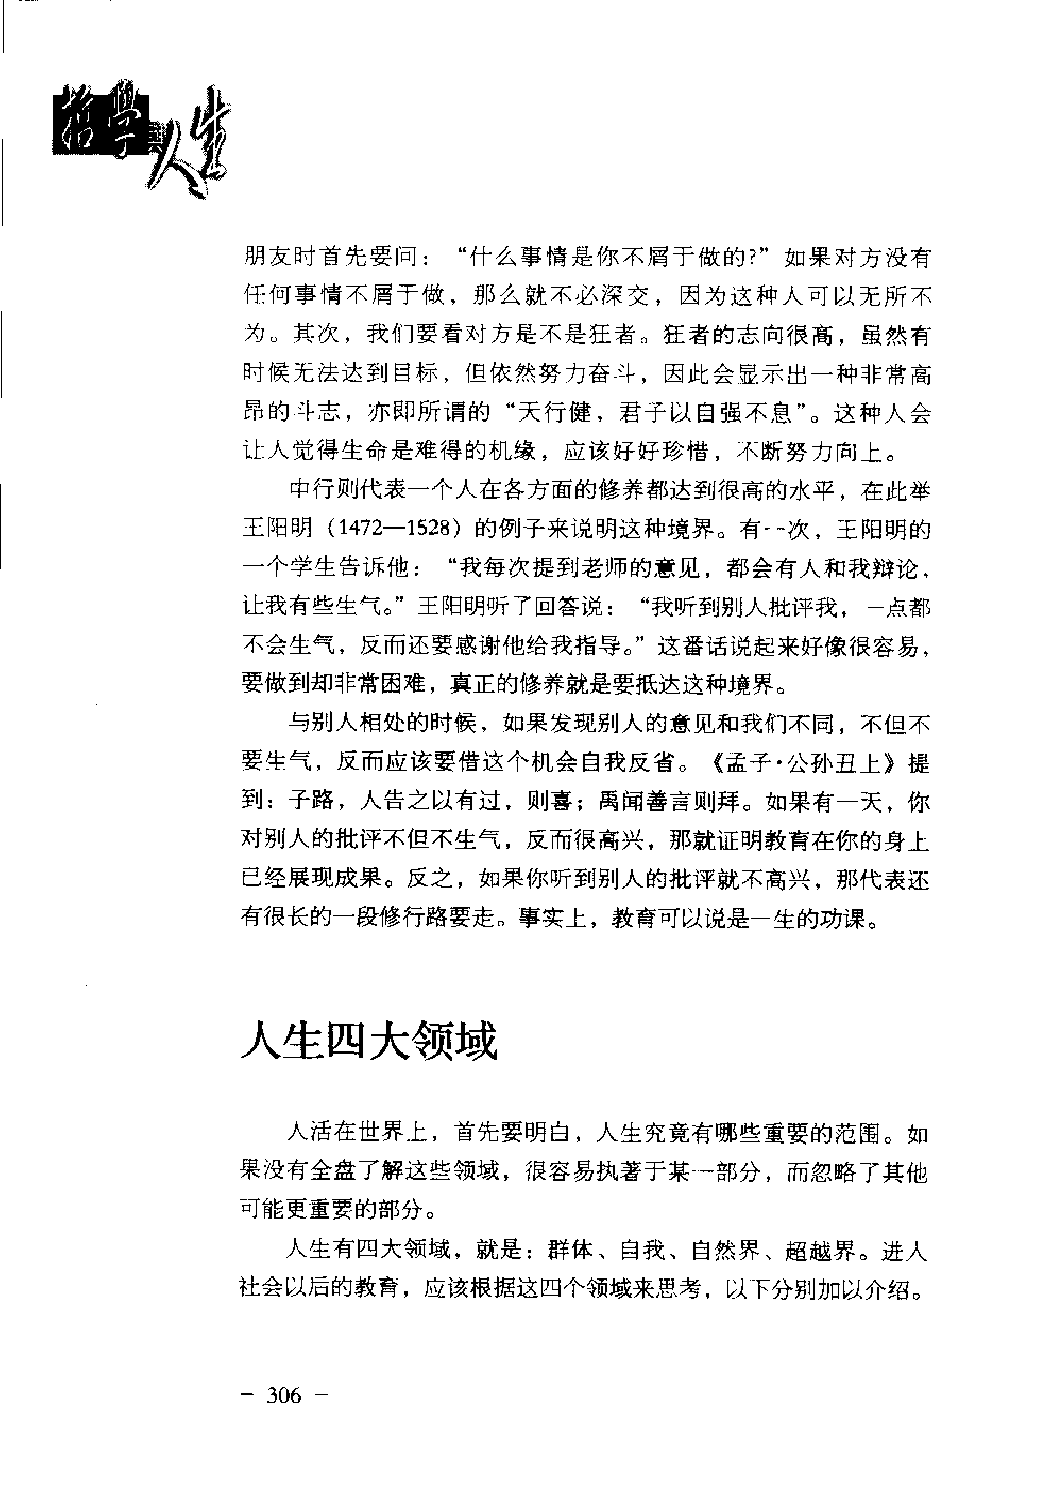 哲學與人生
朋友时首先要问：“什么事情是你不屑于做的?”如果对方没有
任何事情不屑于做，那么就不必深交，因为这种人可以无所不
为。其次，我们要看对方是不是狂者。狂者的志向很高，虽然有
时候无法达到目标，但依然努力奋斗，因此会显示出一种非常高
昂的斗志，亦即所谓的“天行健，君子以自强不息”。这种人会
让人觉得生命是难得的机缘，应该好好珍惜，不断努力向上。
中行则代表一个人在各方面的修养都达到很高的水平，在此举
王阳明（1472—1528）的例子来说明这种境界。有一次，王阳明的
一个学生告诉他：“我每次提到老师的意见，都会有人和我辩论，
让我有些生气。”王阳明听了回答说：“我听到别人批评我，一点都
不会生气，反而还要感谢他给我指导。”这番话说起来好像很容易，
要做到却非常困难，真正的修养就是要抵达这种境界。
与别人相处的时候，如果发现别人的意见和我们不同，不但不
要生气，反而应该要借这个机会自我反省。《孟子·公孙丑上》提
到：子路，人告之以有过，则喜；禹闻善言则拜。如果有一天，你
对别人的批评不但不生气，反而很高兴，那就证明教育在你的身上
已经展现成果。反之，如果你听到别人的批评就不高兴，那代表还
有很长的一段修行路要走。事实上，教育可以说是一生的功课。
人生四大领域
人活在世界上，首先要明白，人生究竟有哪些重要的范围。如
果没有全盘了解这些领域，很容易执著于某一部分，而忽略了其他
可能更重要的部分。
人生有四大领域，就是：群体、自我、自然界、超越界。进入
社会以后的教育，应该根据这四个领域来思考，以下分别加以介绍。
- 306 -